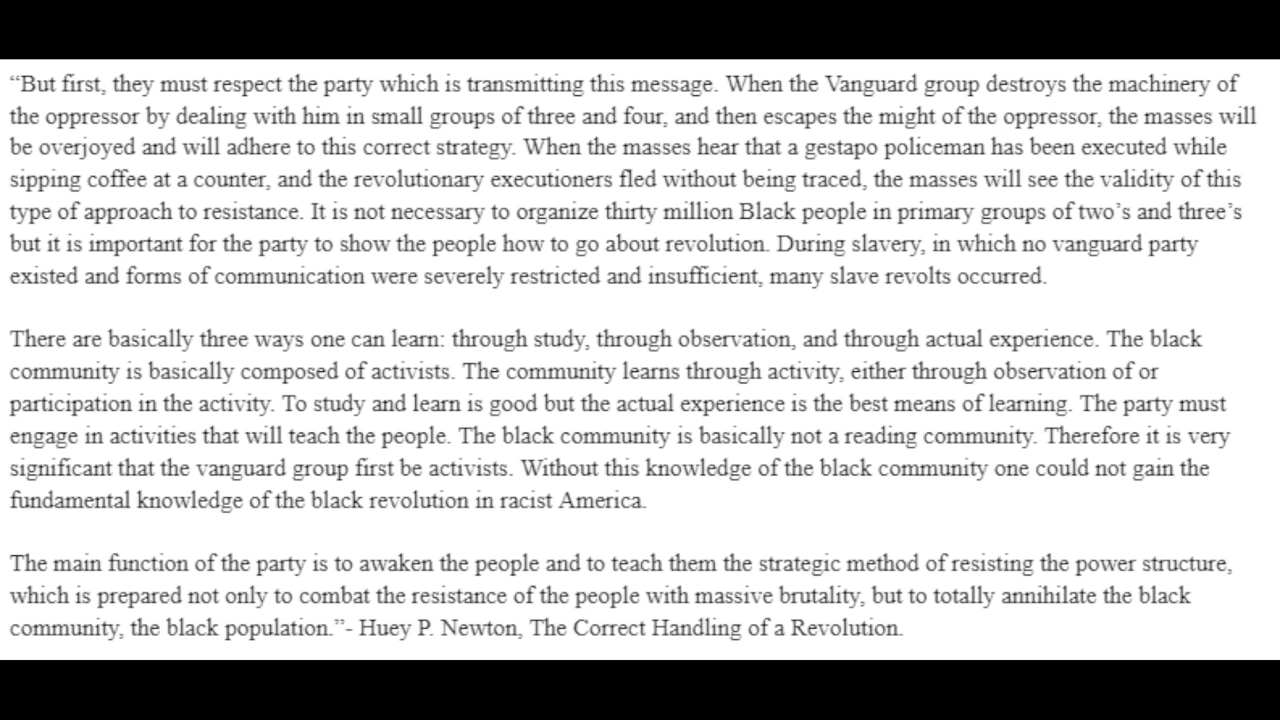 “But first, they must respect the party which is transmitting this message. When the Vanguard group destroys the machinery of
the oppressor by dealing with him in small groups of three and four, and then escapes the might of the oppressor, the masses will
be overjoyed and will adhere to this correct strategy. When the masses hear that a gestapo policeman has been executed while
sipping coffee at a counter, and the revolutionary executioners fled without being traced, the masses will see the validity of this
type of approach to resistance. It is not necessary to organize thirty million Black people in primary groups of two’s and three’s
but it is important for the party to show the people how to go about revolution. During slavery, in which no vanguard party
existed and forms of communication were severely restricted and insufficient, many slave revolts occurred.
There are basically three ways one can learn: through study, through observation, and through actual experience. The black
community is basically composed of activists. The community learns through activity, either through observation of or
participation in the activity. To study and learn is good but the actual experience is the best means of learning. The party must
engage in activities that will teach the people. The black community is basically not a reading community. Therefore it is very
significant that the vanguard group first be activists. Without this knowledge of the black community one could not gain the
fundamental knowledge of the black revolution in racist America.
The main function of the party is to awaken the people and to teach them the strategic method of resisting the power structure,
which is prepared not only to combat the resistance of the people with massive brutality, but to totally annihilate the black
community, the black population.”- Huey P. Newton, The Correct Handling of a Revolution.